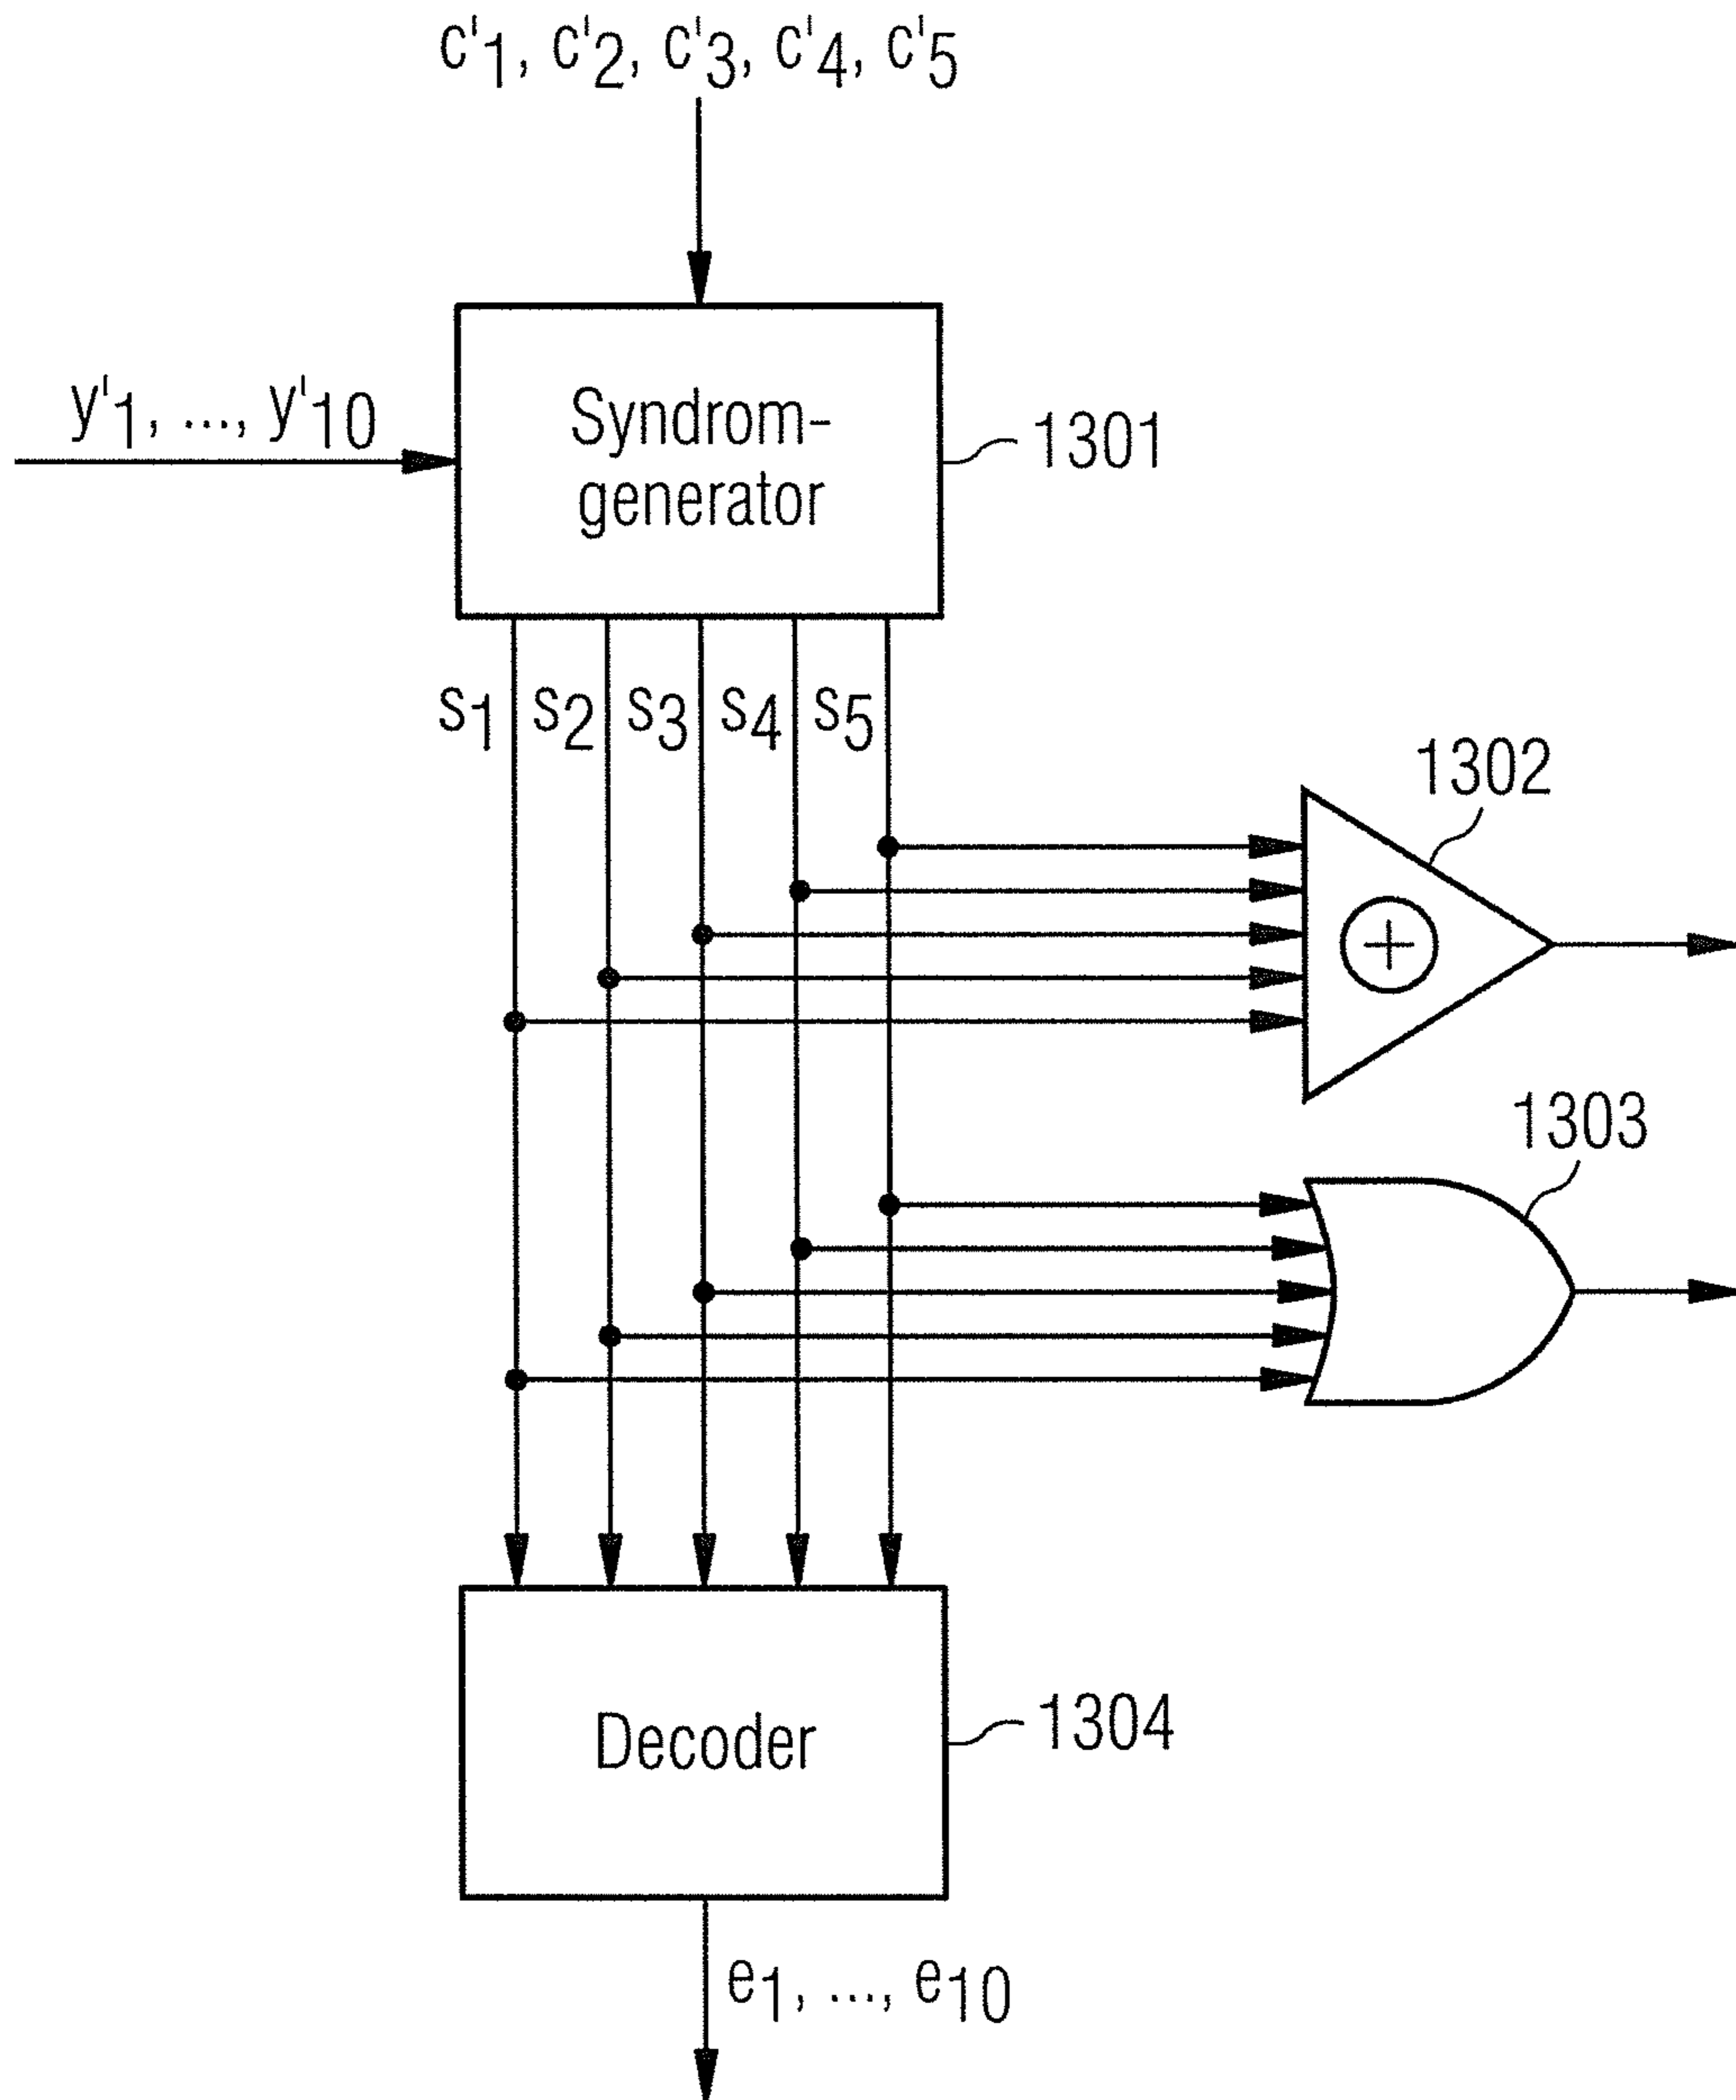 c'1, c'2, c'3, c'4, c'5
y'1, ..., y'10
Syndrom-
generator
1301
s1 s2 s3 s4 s5
1302
+
1303
Decoder
1304
e1, ..., e10